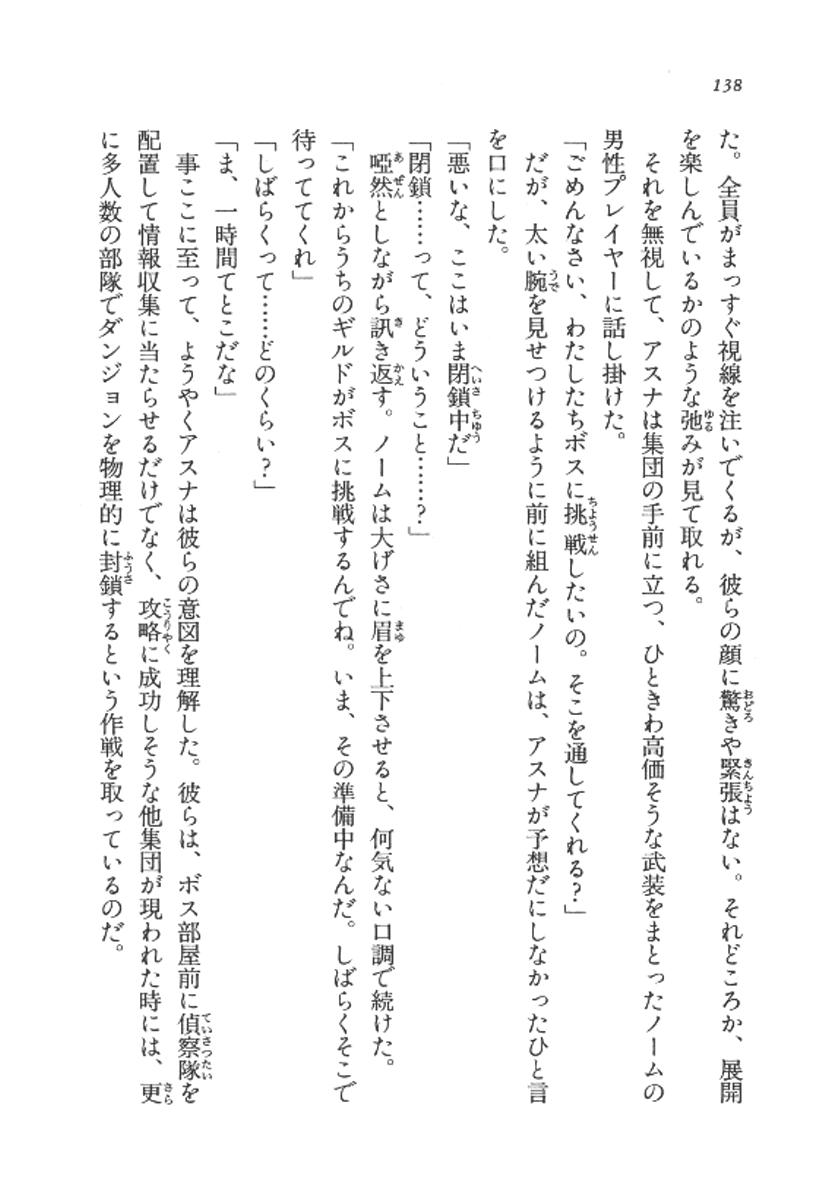 138
た。全員がまっすぐ視線を注いでくるが、彼らの顔に驚きや緊張はない。それどころか、展開
を楽しんでいるかのような弛みが見て取れる。
それを無視して、アスナは集団の手前に立つ、ひときわ高価そうな武装をまとったノームの
男性プレイヤーに話し掛けた。
「ごめんなさい、わたしたちボスに挑戦したいの。そこを通してくれる?」
だが、太い腕を見せつけるように前に組んだノームは、アスナが予想だにしなかったひと言
を口にした。
「悪いな、ここはいま閉鎖中だ」
「閉鎖……って、どういうこと……?」
啞然としながら訊き返す。ノームは大げさに眉を上下させると、何気ない口調で続けた。
「これからうちのギルドがボスに挑戦するんでね。いま、その準備中なんだ。しばらくそこで
待っててくれ」
「しばらくって……どのくらい?」
「ま、一時間てとこだな」
事ここに至って、ようやくアスナは彼らの意図を理解した。彼らは、ボス部屋前に偵察隊を
配置して情報収集に当たらせるだけでなく、攻略に成功しそうな他集団が現われた時には、更
に多人数の部隊でダンジョンを物理的に封鎖するという作戦を取っているのだ。